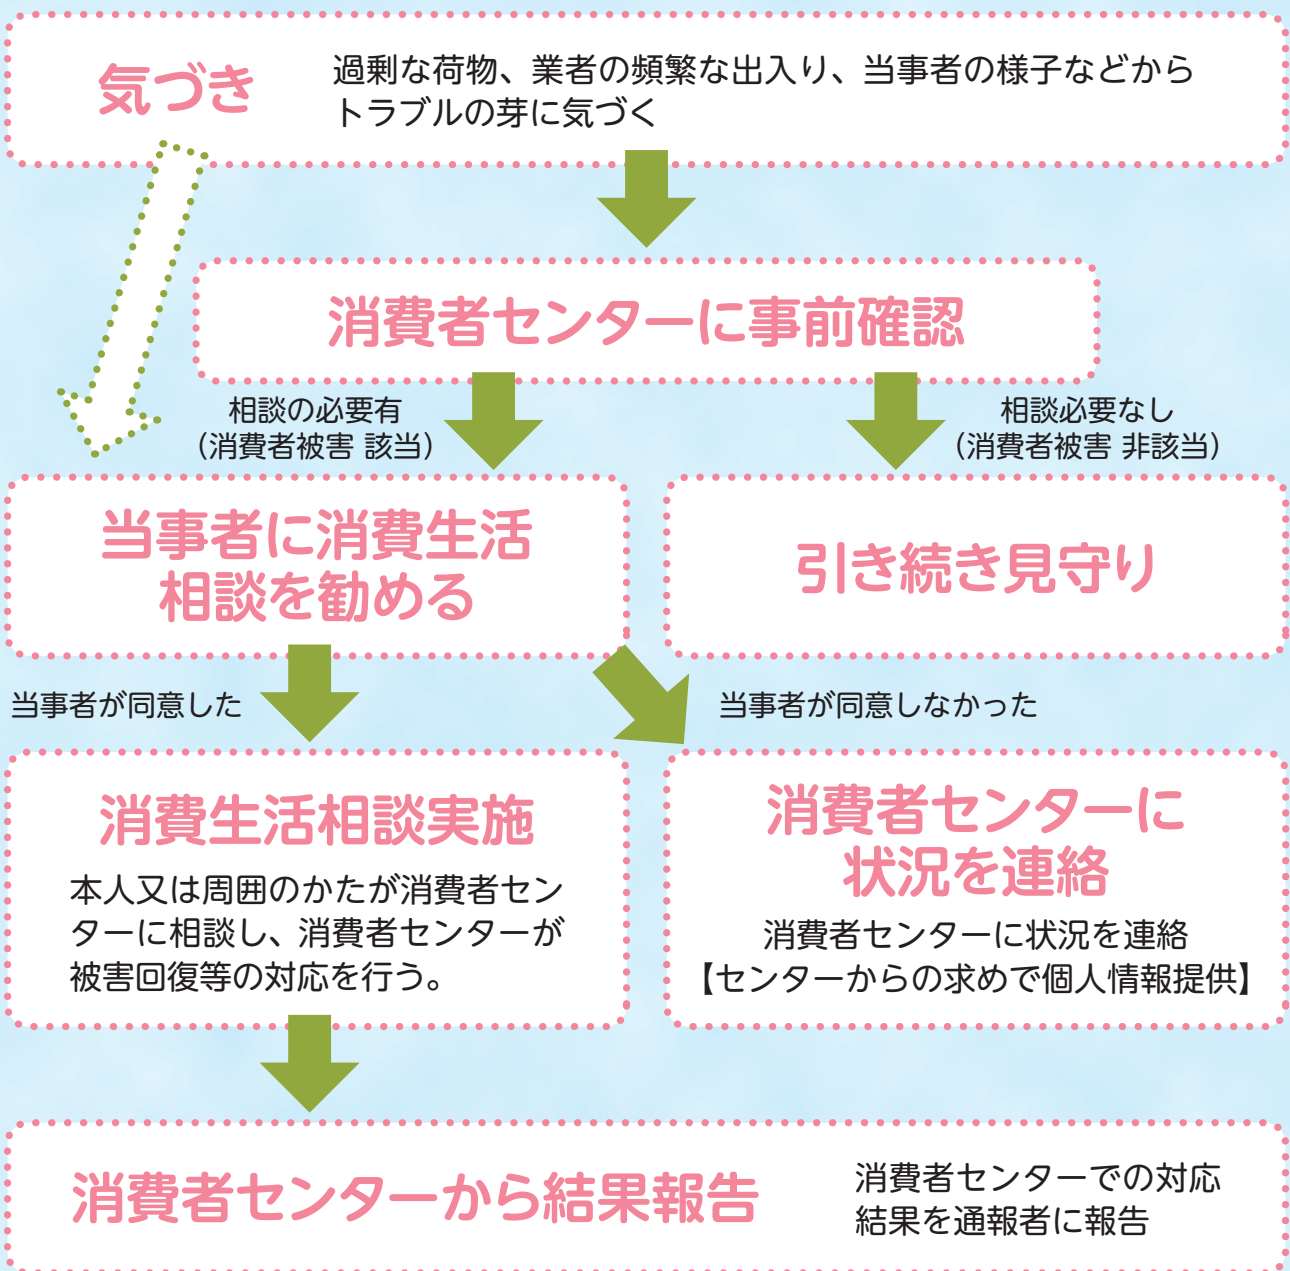 気づき
過剰な荷物、業者の頻繁な出入り、当事者の様子などから
トラブルの芽に気づく
消費者センターに事前確認
相談の必要有
（消費者被害 該当）
相談必要なし
（消費者被害 非該当）
当事者に消費生活
相談を勧める
引き続き見守り
当事者が同意した
当事者が同意しなかった
消費生活相談実施
本人又は周囲のかたが消費者セン
ターに相談し、消費者センターが
被害回復等の対応を行う。
消費者センターに
状況を連絡
消費者センターに状況を連絡
【センターからの求めで個人情報提供】
消費者センターから結果報告
消費者センターでの対応
結果を通報者に報告